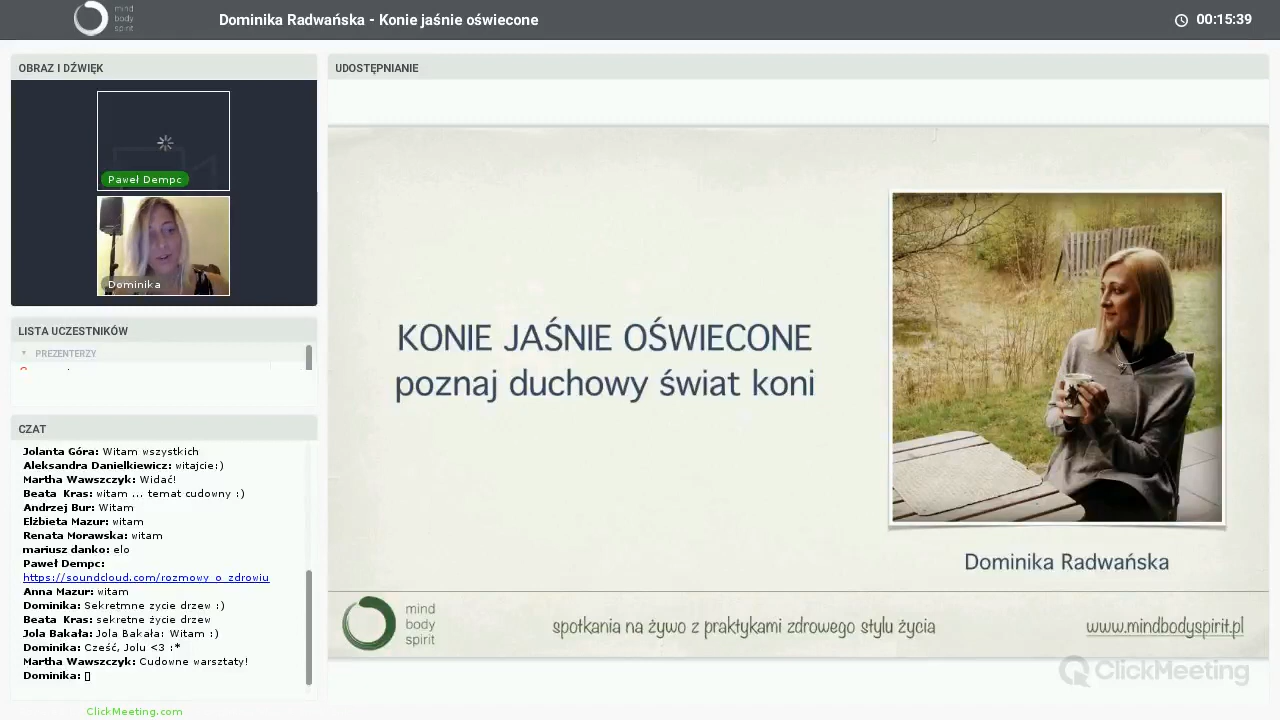 mind
body
spirit
Dominika Radwańska - Konie jaśnie oświecone
00:15:39
OBRAZ I DŹWIĘK
Paweł Dempc
Dominika
LISTA UCZESTNIKÓW
PREZENTERZY
CZAT
Jolanta Góra: Witam wszystkich
Aleksandra Danielkiewicz: witajcie:)
Martha Wawszczyk: Widać!
Beata Kras: witam ... temat cudowny :)
Andrzej Bur: Witam
Elżbieta Mazur: witam
Renata Morawska: witam
mariusz danko: elo
Paweł Dempc:
https://soundcloud.com/rozmowy_o_zdrowiu
Anna Mazur: witam
Dominika: Sekretmne zycie drzew :)
Beata Kras: sekretne życie drzew
Jola Bakała: Jola Bakała: Witam :)
Dominika: Cześć, Jolu <3 :*
Martha Wawszczyk: Cudowne warsztaty!
Dominika:
ClickMeeting.com
UDOSTĘPNIANIE
KONIE JAŚNIE OŚWIECONE
poznaj duchowy świat koni
Dominika Radwańska
mind
body
spirit
spotkania na żywo z praktykami zdrowego stylu życia
www.mindbodyspirit.pl
ClickMeeting